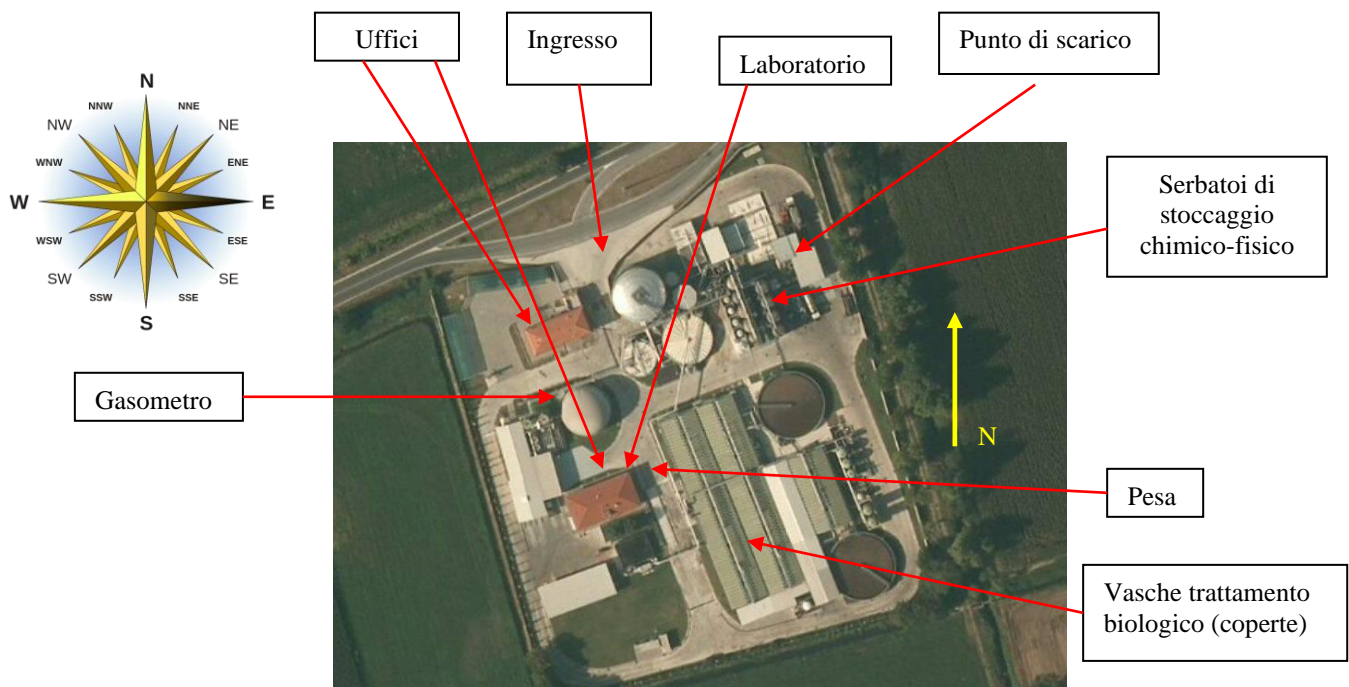 Uffici
Ingresso
Laboratorio
Punto di scarico
N
NNW
NNE
NW
NE
WNW
ENE
W
E
WSW
ESE
SW
SE
SSW
SSE
S
Serbatoi di
stoccaggio
chimico-fisico
Gasometro
N
Pesa
Vasche trattamento
biologico (coperte)